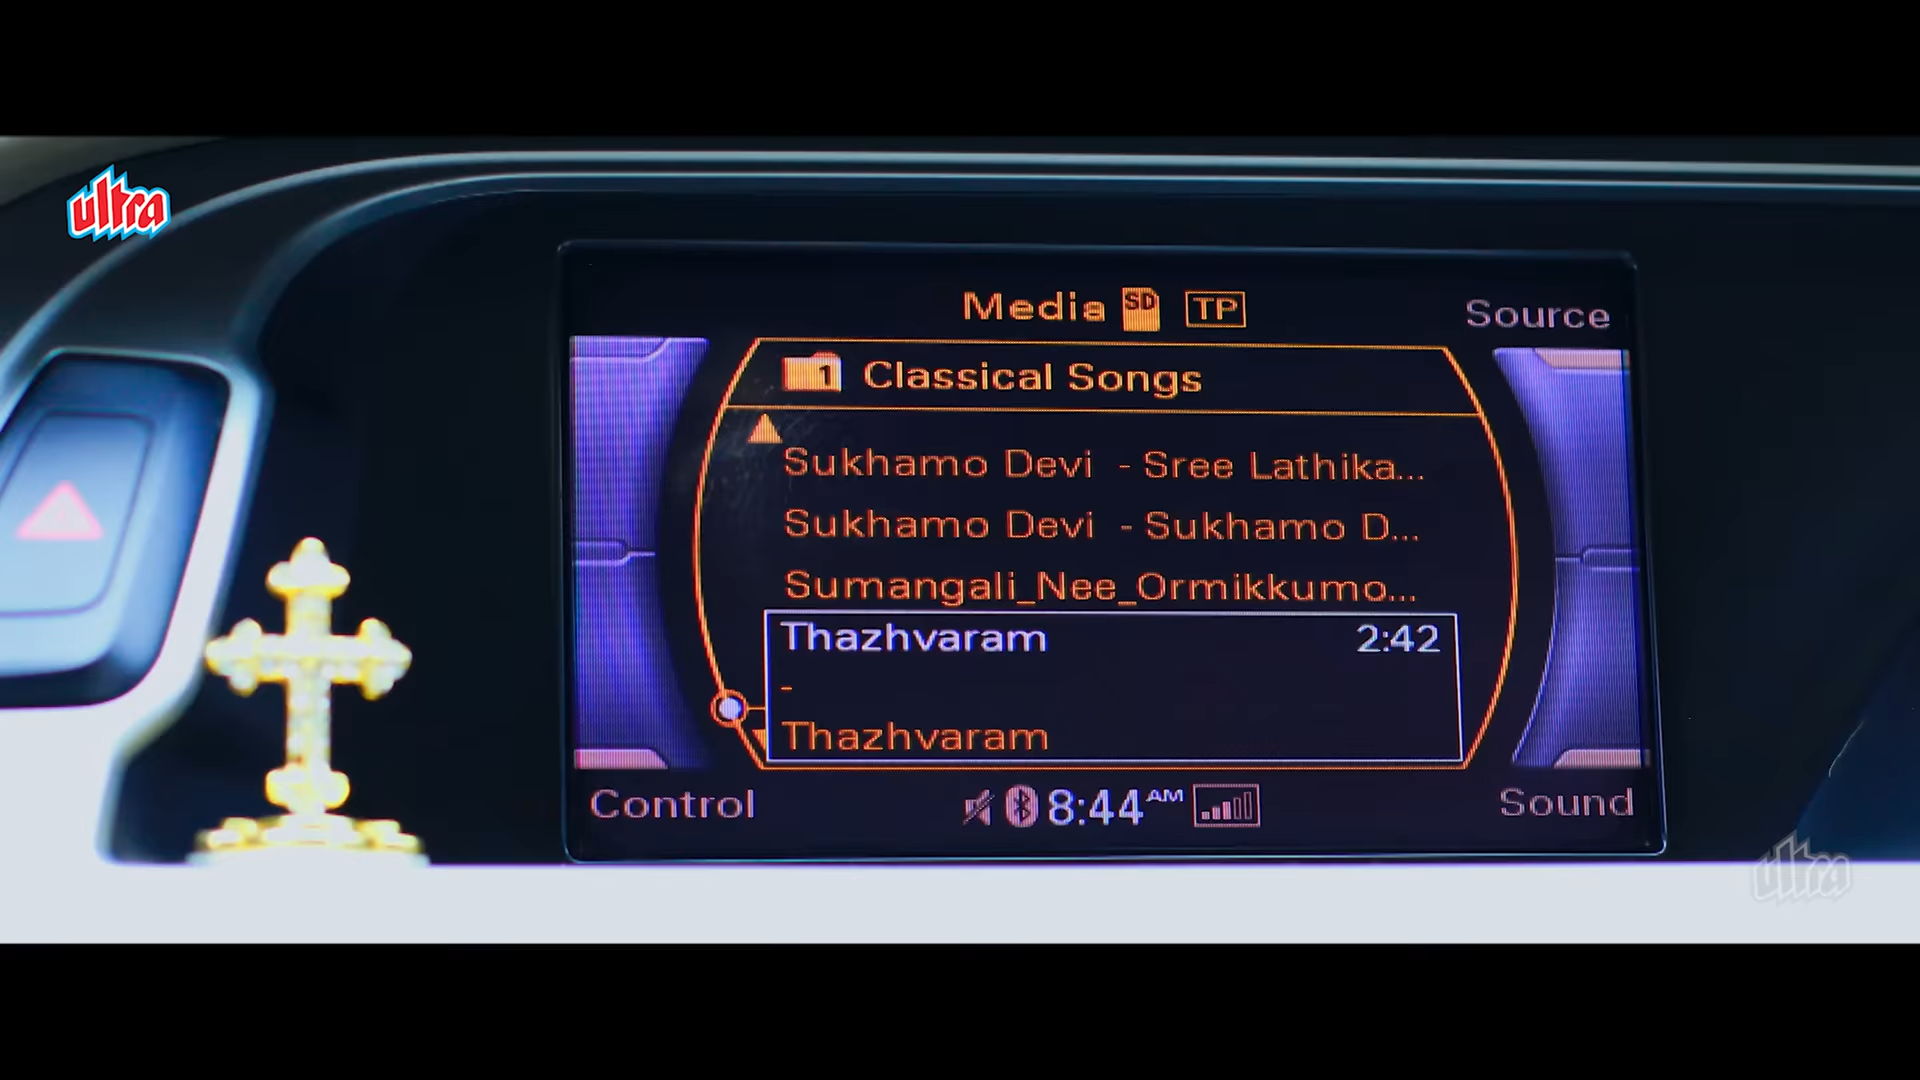 ultra
Media SD TP
Source
1 Classical Songs
Sukhamo Devi - Sree Lathika...
Sukhamo Devi - Sukhamo D...
Sumangali_Nee_Ormikkumo...
Thazhvaram 2:42
-
Thazhvaram
Control
8:44 AM
Sound
ultra